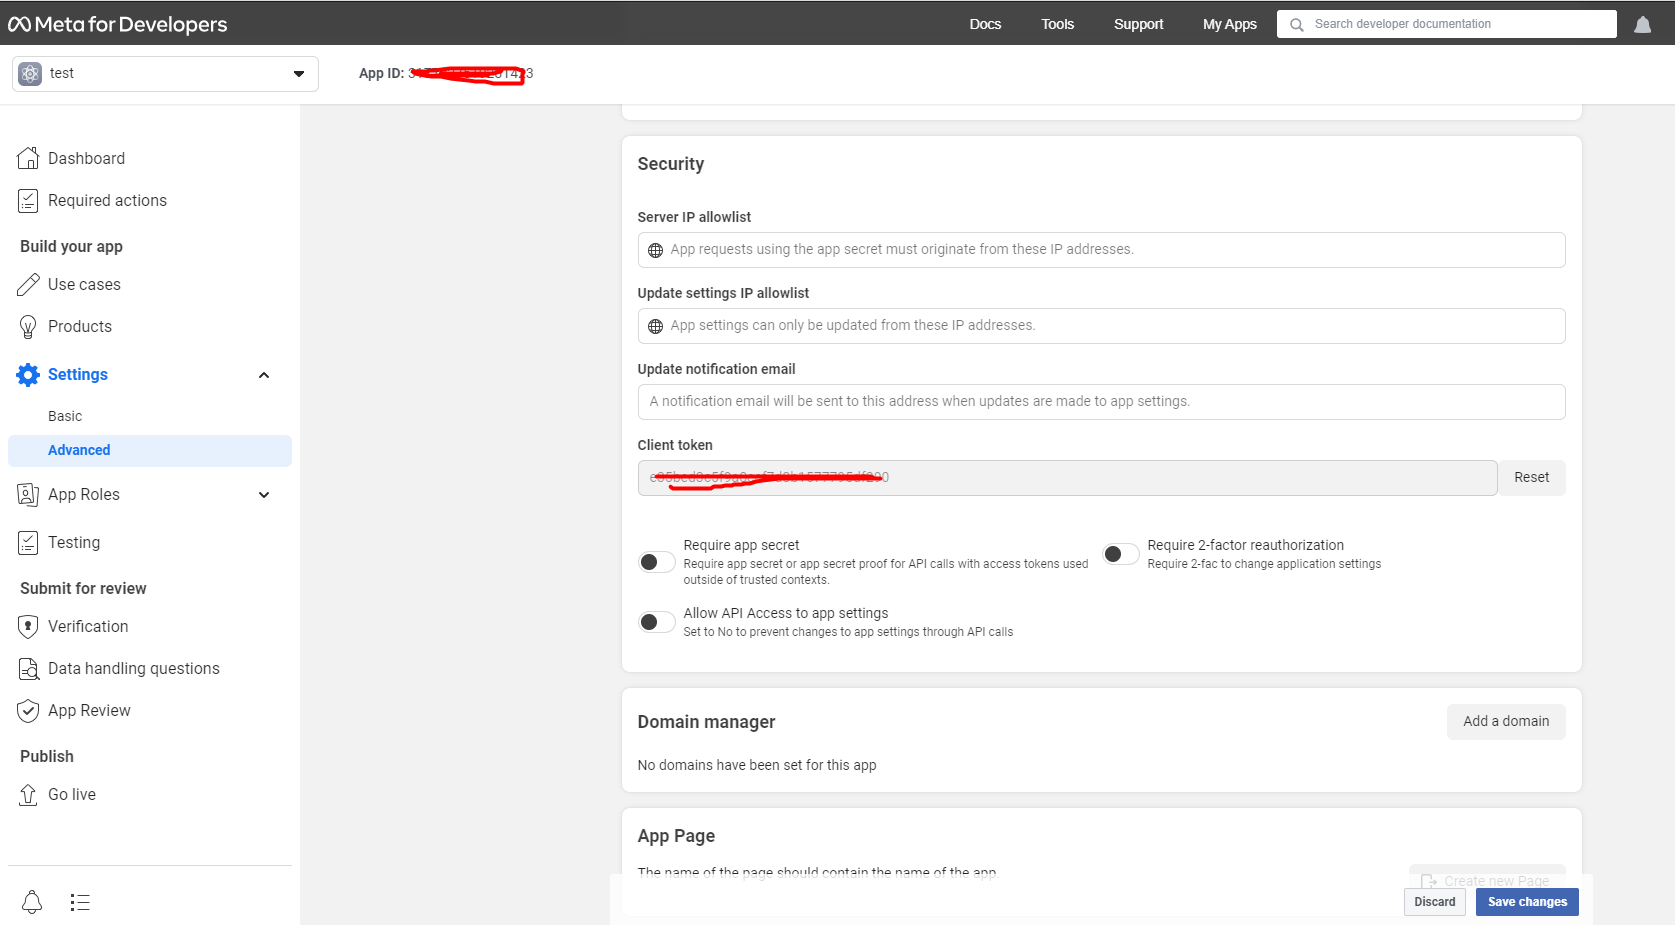 Meta for Developers
Docs
Tools
Support
My Apps
Search developer documentation
test
App ID:
Dashboard
Required actions
Build your app
Use cases
Products
Settings
Basic
Advanced
App Roles
Testing
Submit for review
Verification
Data handling questions
App Review
Publish
Go live
Security
Server IP allowlist
App requests using the app secret must originate from these IP addresses.
Update settings IP allowlist
App settings can only be updated from these IP addresses.
Update notification email
A notification email will be sent to this address when updates are made to app settings.
Client token
Reset
Require app secret
Require app secret or app secret proof for API calls with access tokens used
outside of trusted contexts.
Require 2-factor reauthorization
Require 2-fac to change application settings
Allow API Access to app settings
Set to No to prevent changes to app settings through API calls
Domain manager
Add a domain
No domains have been set for this app
App Page
The name of the page should contain the name of the app
Create new Page
Discard
Save changes